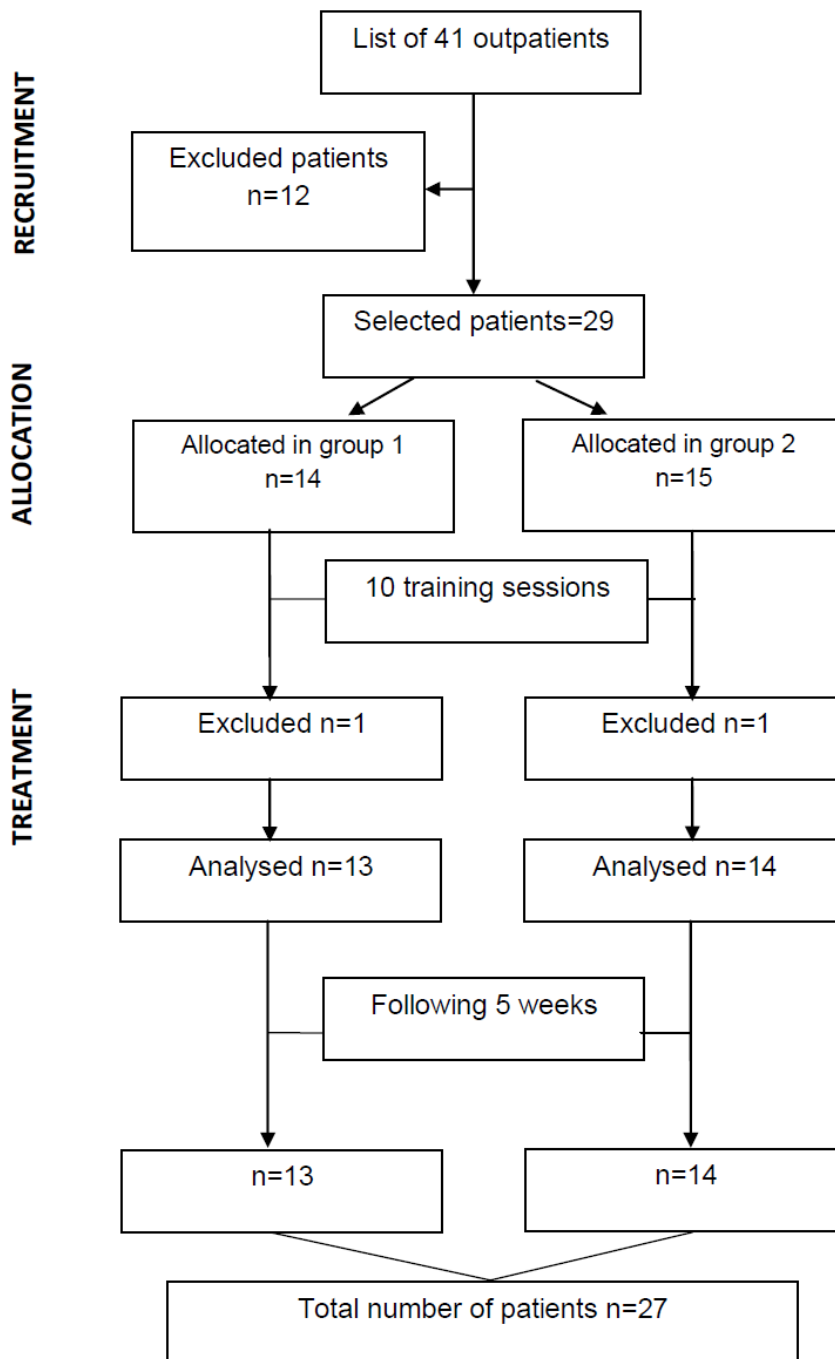 List of 41 outpatients
RECRUITMENT
Excluded patients
n=12
Selected patients=29
ALLOCATION
Allocated in group 1
n=14
Allocated in group 2
n=15
10 training sessions
TREATMENT
Excluded n=1
Excluded n=1
Analysed n=13
Analysed n=14
Following 5 weeks
n=13
n=14
Total number of patients n=27